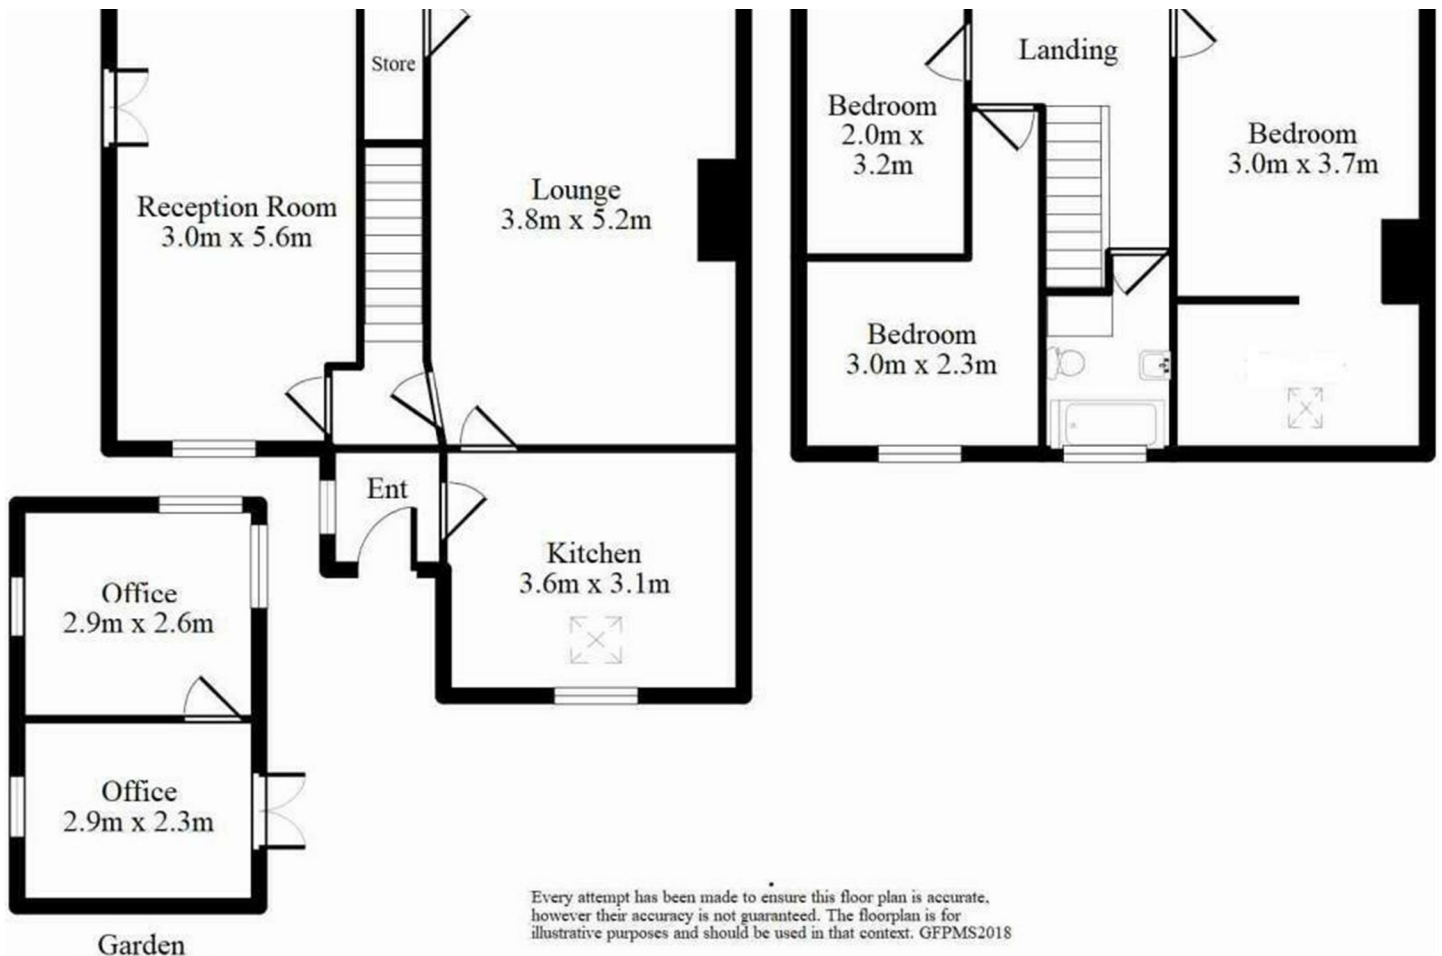 Store
Reception Room
3.0m x 5.6m
Lounge
3.8m x 5.2m
Ent
Kitchen
3.6m x 3.1m
Office
2.9m x 2.6m
Office
2.9m x 2.3m
Garden
Landing
Bedroom
2.0m x
3.2m
Bedroom
3.0m x 3.7m
Bedroom
3.0m x 2.3m
Every attempt has been made to ensure this floor plan is accurate,
however their accuracy is not guaranteed. The floorplan is for
illustrative purposes and should be used in that context. GFPMS2018